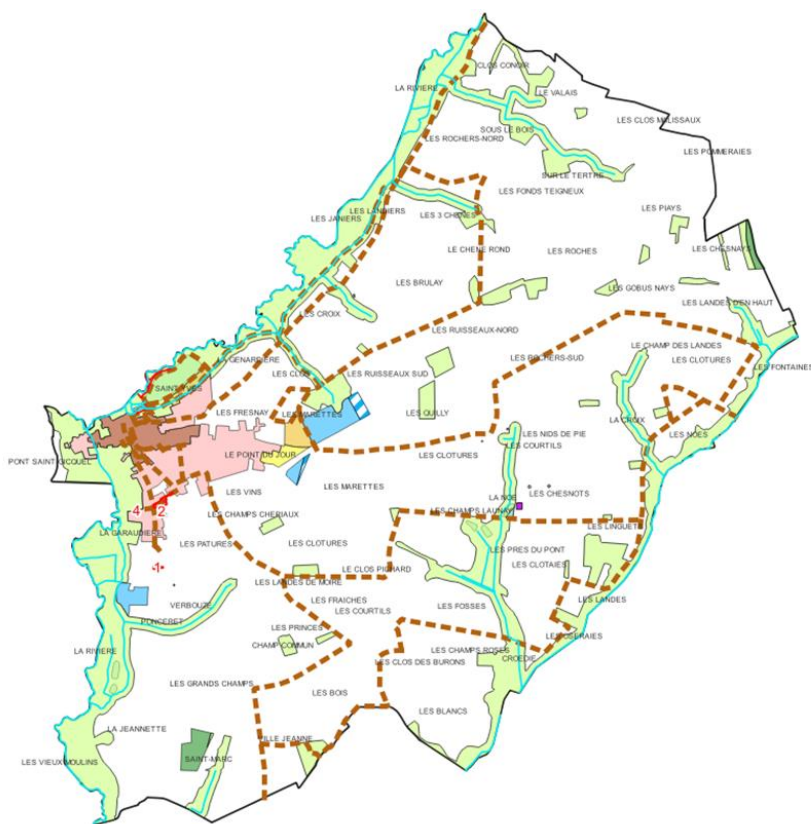 CLOS CONOIR
LA RIVIERE
LE VALAIS
LES CLOS MALISSAUX
SOUS LE BOIS
LES ROCHERS-NORD
LES POMMERAIES
SUR LE TERTRE
LES FONDS TEIGNEUX
LES LANDIERS
LES JANIERS
LES 3 CHENES
LES PIAYS
LE CHENE ROND
LES ROCHES
LES CHESNAYS
LES BRULAY
LES GOBUS NAYS
LES LANDES D'EN HAUT
LES CROIX
LES RUISSEAUX-NORD
LE CHAMP DES LANDES
LA GENARDIERE
LES ROCHERS-SUD
LES CLOTURES
LES FONTAINES
LES CLOS
LES RUISSEAUX SUD
SAINT-YVES
LES FRESNAY
LES MARETTES
LES QUILLY
LA CROIX
LES NIDS DE PIE
LES NOES
LES COURTILS
PONT SAINT GICQUEL
LE POINT DU JOUR
LES CLOTURES
LES VINS
LES MARETTES
LA NOE
LES CHESNOTS
4
2
LES CHAMPS CHERIAUX
LES CHAMPS LAUNAY
LA GARAUDIERE
LES LINGUET
LES PATURES
LES CLOTURES
LES PRES DU PONT
LES CLOTAIES
1
LE CLOS PICHARD
LES LANDES DE MOIRE
LES FRAICHES
LES LANDES
VERBOUZE
LES COURTILS
LES FOSSES
PONCERET
LES PRINCES
LA RIVIERE
CHAMP COMMUN
LES CHAMPS ROSES
CROEDIE
LES CLOS DES BURONS
LES GRANDS CHAMPS
LES BOIS
LES BLANCS
LA JEANNETTE
VILLE JEANNE
SAINT-MARC
LES VIEUX MOULINS